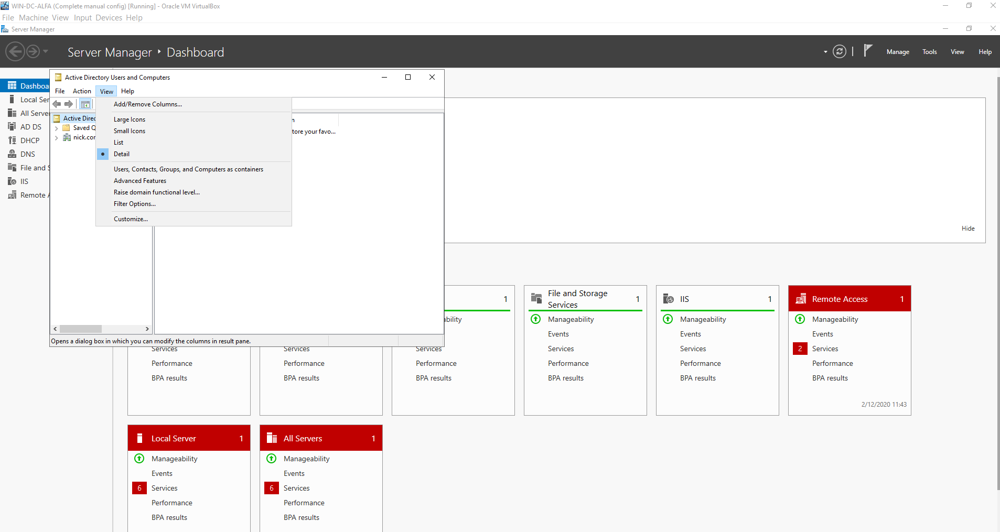 WIN-DC-ALFA (Complete manual config) [Running] - Oracle VM VirtualBox
File Machine View Input Devices Help
Server Manager
Server Manager ‣ Dashboard
Manage Tools View Help
Active Directory Users and Computers
File Action View Help
Dashboa
Local Ser
All Server
AD DS
DHCP
DNS
File and S
IIS
Remote A
Active Direc
Saved Q
nick.cor
Add/Remove Columns...
Large Icons
Small Icons
List
Detail
Users, Contacts, Groups, and Computers as containers
Advanced Features
Raise domain functional level...
Filter Options...
Customize...
n
tore your favo...
Opens a dialog box in which you can modify the columns in result pane.
Hide
Services
Performance
BPA results
Services
Performance
BPA results
1
ability
Services
Performance
BPA results
File and Storage
Services 1
Manageability
Events
Services
Performance
BPA results
IIS 1
Manageability
Events
Services
Performance
BPA results
Remote Access 1
Manageability
Events
2 Services
Performance
BPA results
2/12/2020 11:43
Local Server 1
Manageability
Events
6 Services
Performance
BPA results
All Servers 1
Manageability
Events
6 Services
Performance
BPA results